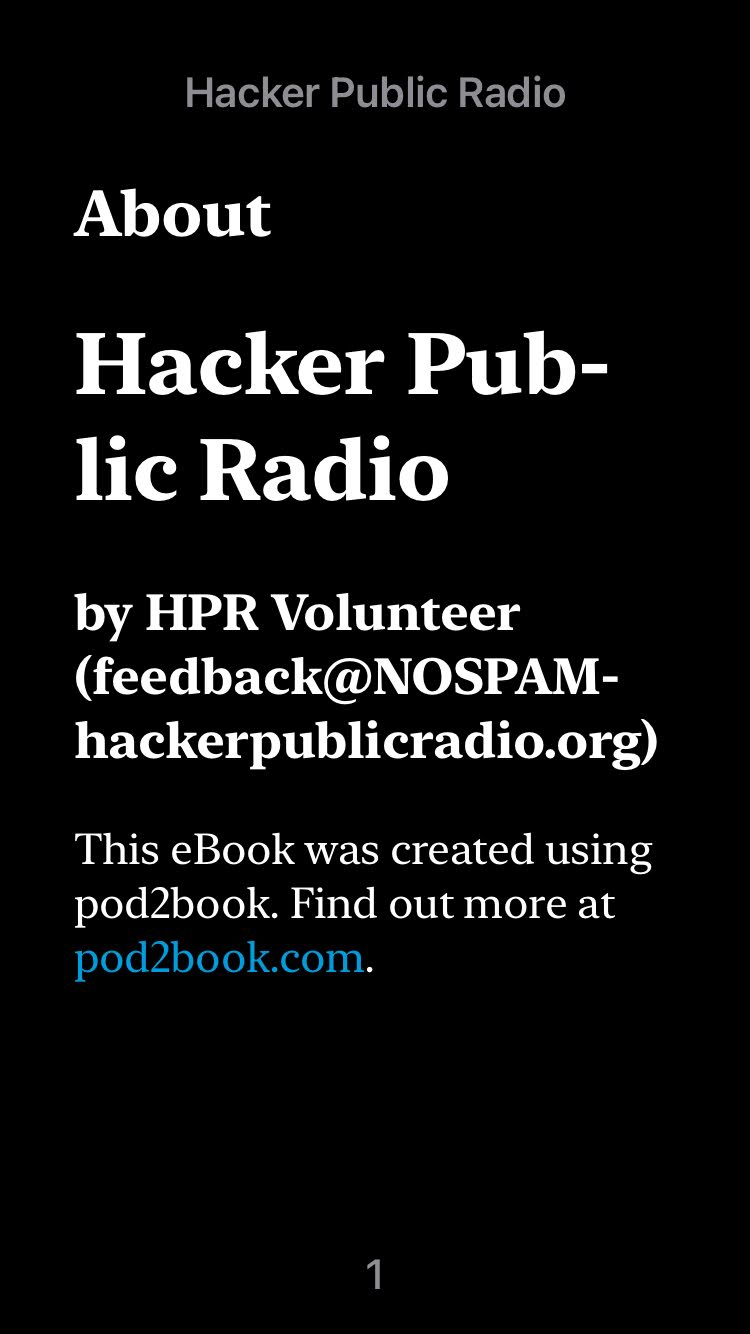 Hacker Public Radio
About
Hacker Pub-
lic Radio
by HPR Volunteer
(feedback@NOSPAM-
hackerpublicradio.org)
This eBook was created using
pod2book. Find out more at
pod2book.com.
1